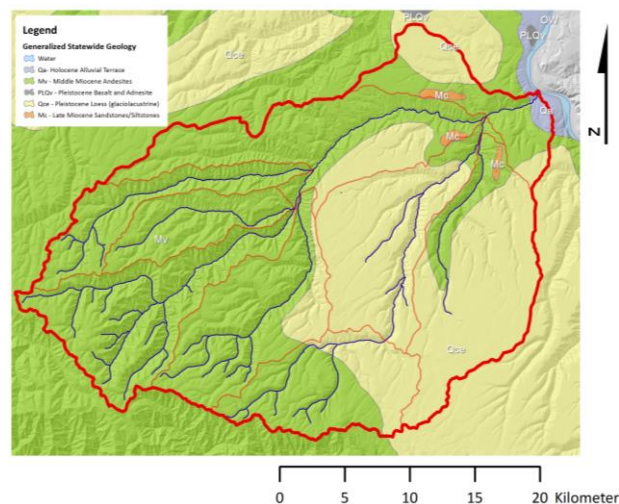 Legend
Generalized Statewide Geology
Water
Qa- Holocene Alluvial Terrace
Mv - Middle Miocene Andesites
PLQv - Pleistocene Basalt and Adnesite
Qce - Pleistocene Loess (glaciolacustrine)
Mc - Late Miocene Sandstones/Siltstones
PLQv
OW
PLQv
Qce
Qce
Mc
Qa
Mc
Mc
Mv
Qce
N
0 5 10 15 20 Kilometer